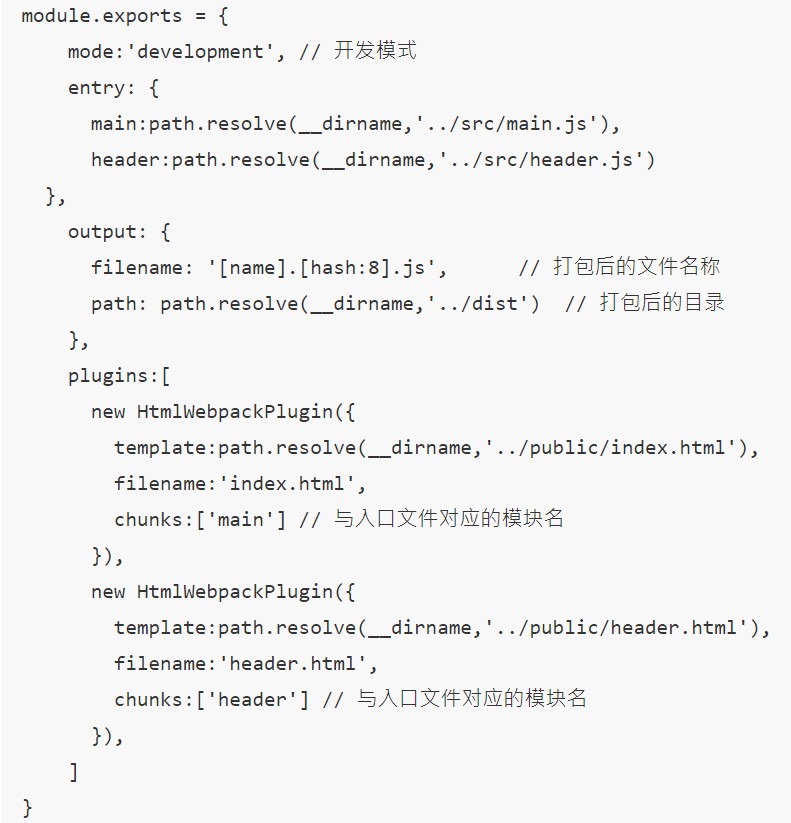 module.exports = {
    mode:'development', // 开发模式
    entry: {
      main:path.resolve(__dirname,'../src/main.js'),
      header:path.resolve(__dirname,'../src/header.js')
  },
    output: {
      filename: '[name].[hash:8].js',      // 打包后的文件名称
      path: path.resolve(__dirname,'../dist')  // 打包后的目录
    },
    plugins:[
      new HtmlWebpackPlugin({
        template:path.resolve(__dirname,'../public/index.html'),
        filename:'index.html',
        chunks:['main'] // 与入口文件对应的模块名
      }),
      new HtmlWebpackPlugin({
        template:path.resolve(__dirname,'../public/header.html'),
        filename:'header.html',
        chunks:['header'] // 与入口文件对应的模块名
      }),
    ]
}